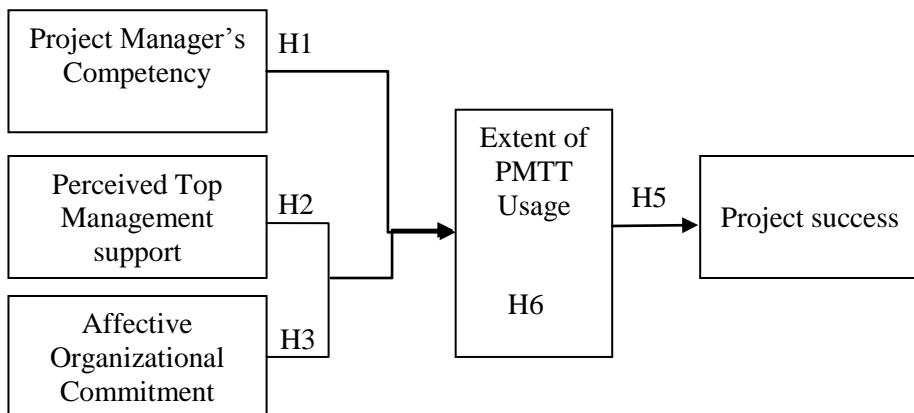 Project Manager’s
Competency
H1
Perceived Top
Management
support
H2
Affective
Organizational
Commitment
H3
Extent of
PMTT
Usage
H6
H5
Project success